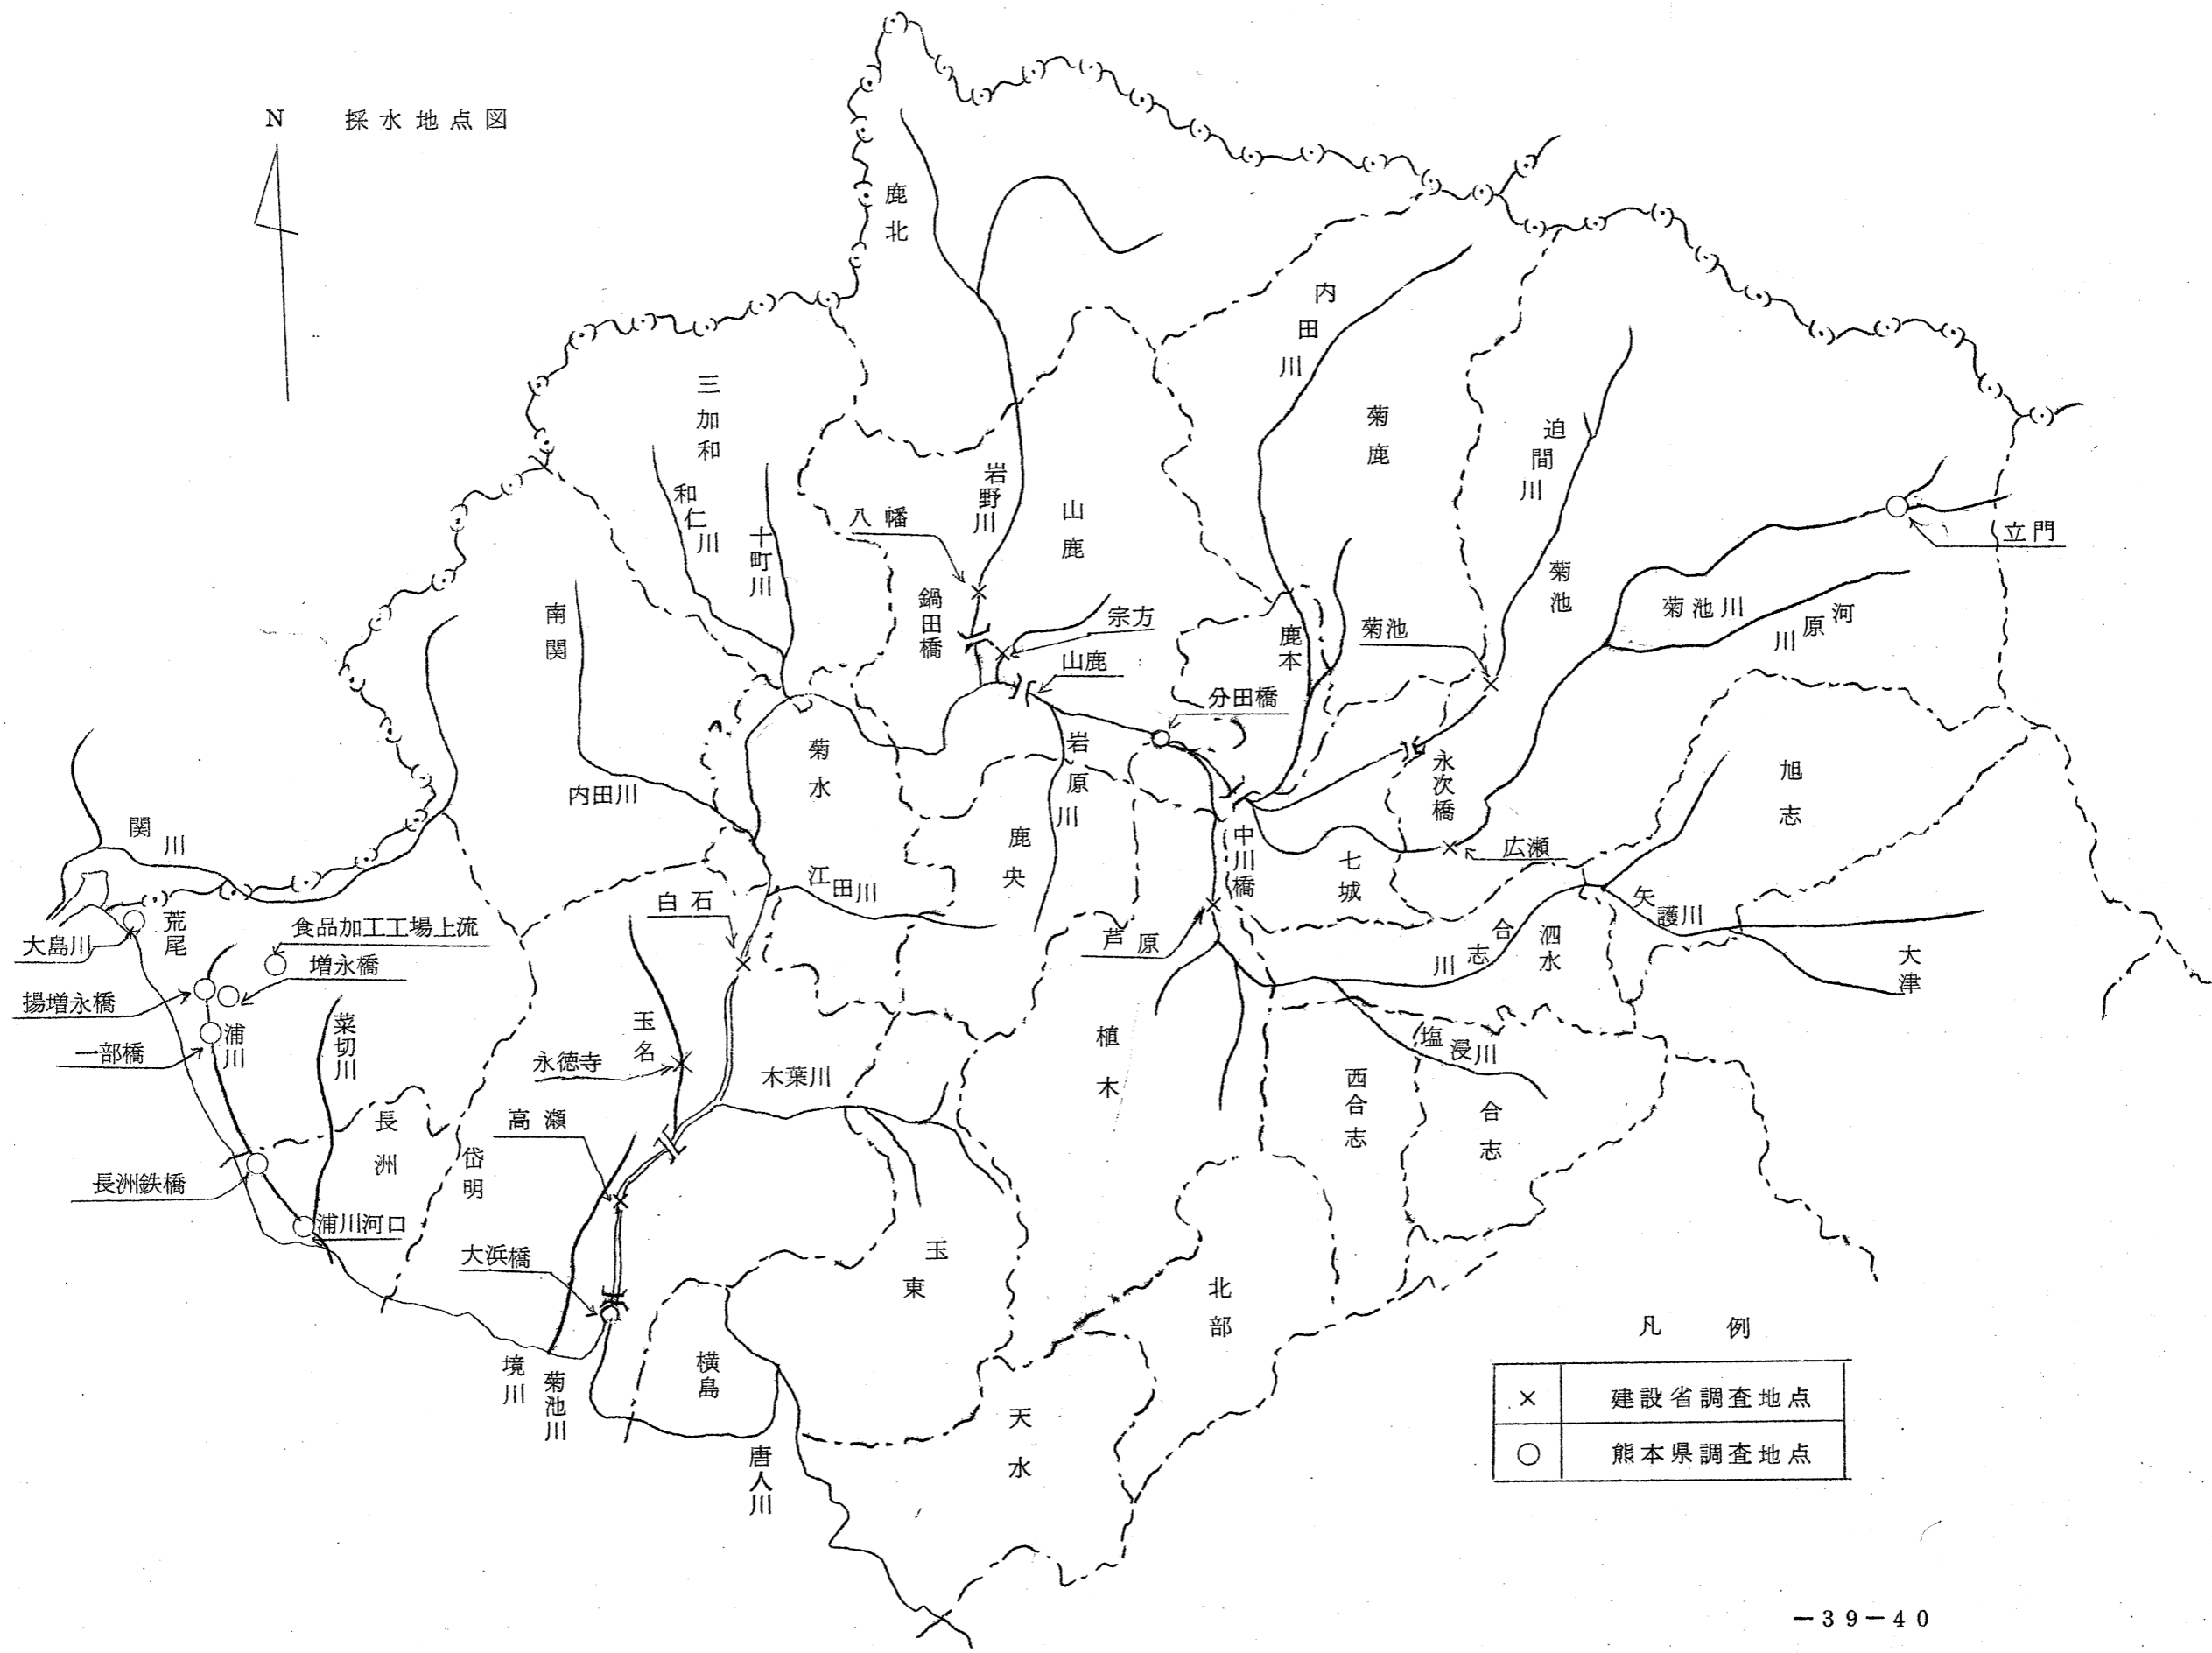 N 採水地点図
鹿北
内田川
三加和
菊鹿
迫間川
岩野川
和仁川
十町川
八幡
山鹿
立門
菊池
菊池川
河原川
南関
鍋田橋
宗方
山鹿
鹿本
菊池
分田橋
菊水
岩原川
永次橋
旭志
内田川
関川
鹿央
中川橋
七城
広瀬
江田川
白石
矢護川
荒尾
大島川
食品加工工場上流
増永橋
芦原
合志川
泗水
大津
揚増永橋
浦川
一部橋
菜切川
玉名
永徳寺
木葉川
植木
塩浸川
西合志
合志
長洲
高瀬
岱明
長洲鉄橋
浦川河口
大浜橋
玉東
北部
横島
境川
菊池川
天水
唐人川
凡例
× 建設省調査地点
○ 熊本県調査地点
－39－40